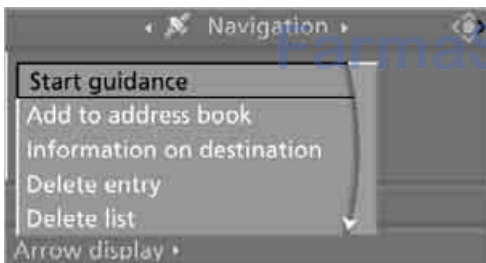 Navigation
Start guidance
Add to address book
Information on destination
Delete entry
Delete list
Arrow display